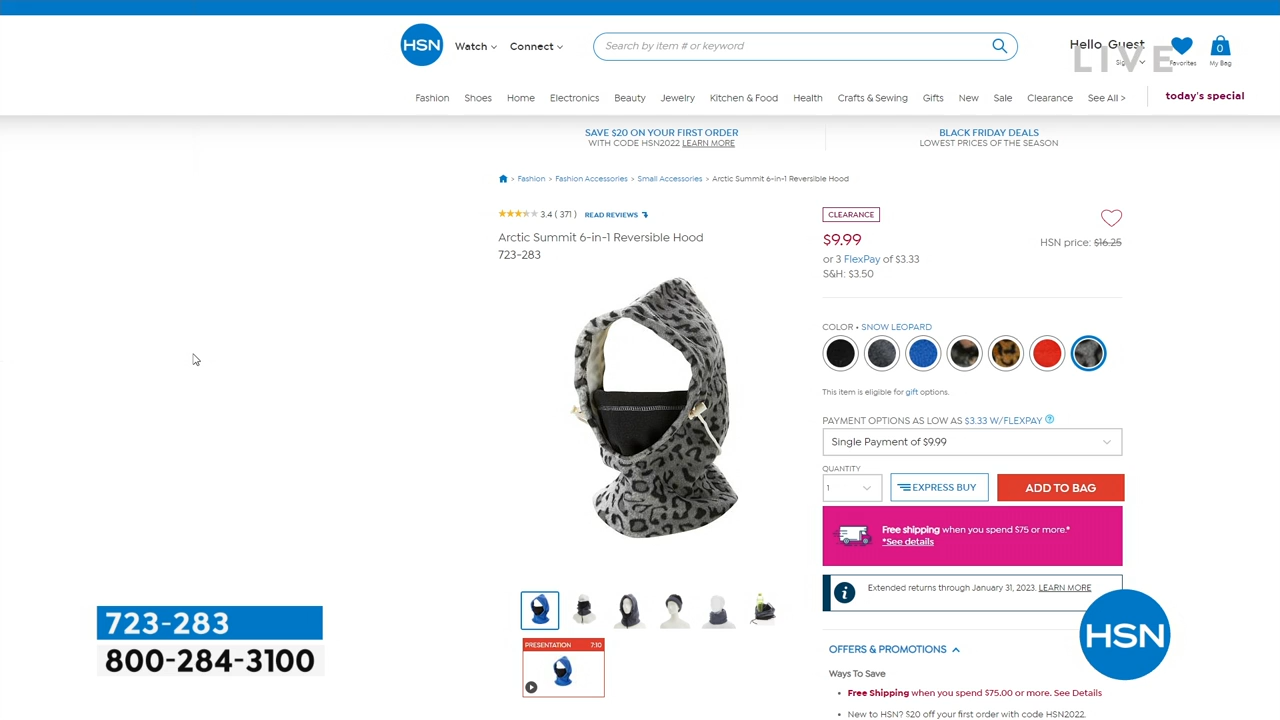 HSN
Watch
Connect
Search by item # or keyword
Hello, Guest
LIVE
Favorites
0
My Bag
Fashion
Shoes
Home
Electronics
Beauty
Jewelry
Kitchen & Food
Health
Crafts & Sewing
Gifts
New
Sale
Clearance
See All >
today's special
SAVE $20 ON YOUR FIRST ORDER
WITH CODE HSN2022 LEARN MORE
BLACK FRIDAY DEALS
LOWEST PRICES OF THE SEASON
> Fashion > Fashion Accessories > Small Accessories > Arctic Summit 6-in-1 Reversible Hood
3.4 ( 371 ) READ REVIEWS
Arctic Summit 6-in-1 Reversible Hood
723-283
CLEARANCE
$9.99
HSN price: $16.25
or 3 FlexPay of $3.33
S&H: $3.50
COLOR • SNOW LEOPARD
This item is eligible for gift options.
PAYMENT OPTIONS AS LOW AS $3.33 W/FLEXPAY ?
Single Payment of $9.99
QUANTITY
1
EXPRESS BUY
ADD TO BAG
Free shipping when you spend $75 or more.*
*See details
i
Extended returns through January 31, 2023. LEARN MORE
PRESENTATION 7:10
OFFERS & PROMOTIONS
Ways To Save
• Free Shipping when you spend $75.00 or more. See Details
• New to HSN? $20 off your first order with code HSN2022.
723-283
800-284-3100
HSN